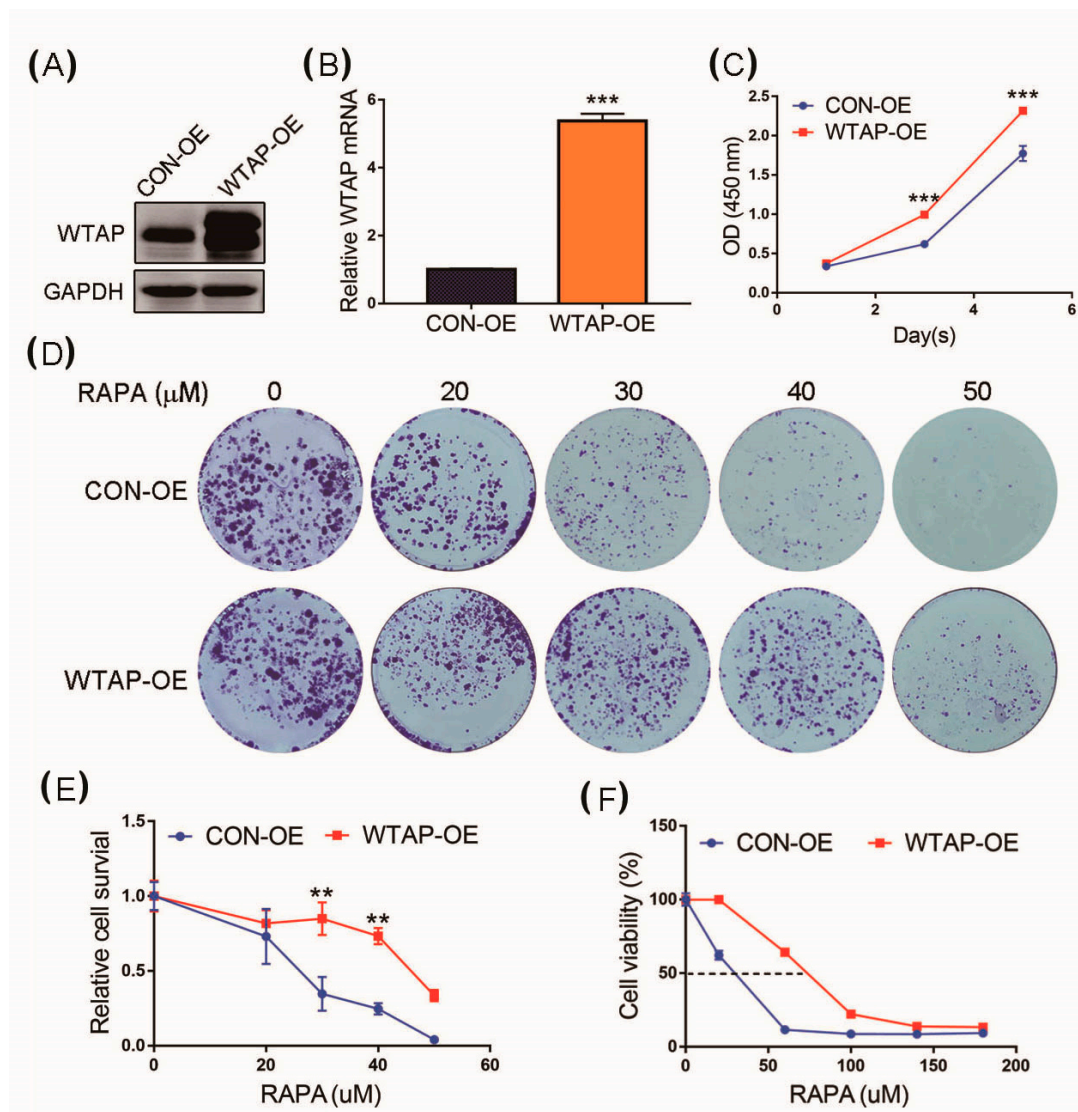 (A)
CON-OE
WTAP-OE
WTAP
GAPDH
(B)
Relative WTAP mRNA
6
4
2
0
***
CON-OE WTAP-OE
(C)
OD (450 nm)
2.5
2.0
1.5
1.0
0.5
0.0
CON-OE
WTAP-OE
***
***
0 2 4 6
Day(s)
(D)
RAPA (μM) 0 20 30 40 50
CON-OE
WTAP-OE
(E)
Relative cell survial
1.5
1.0
0.5
0.0
CON-OE WTAP-OE
**
**
0 20 40 60
RAPA (uM)
(F)
Cell viability (%)
150
100
50
0
CON-OE WTAP-OE
0 50 100 150 200
RAPA (uM)